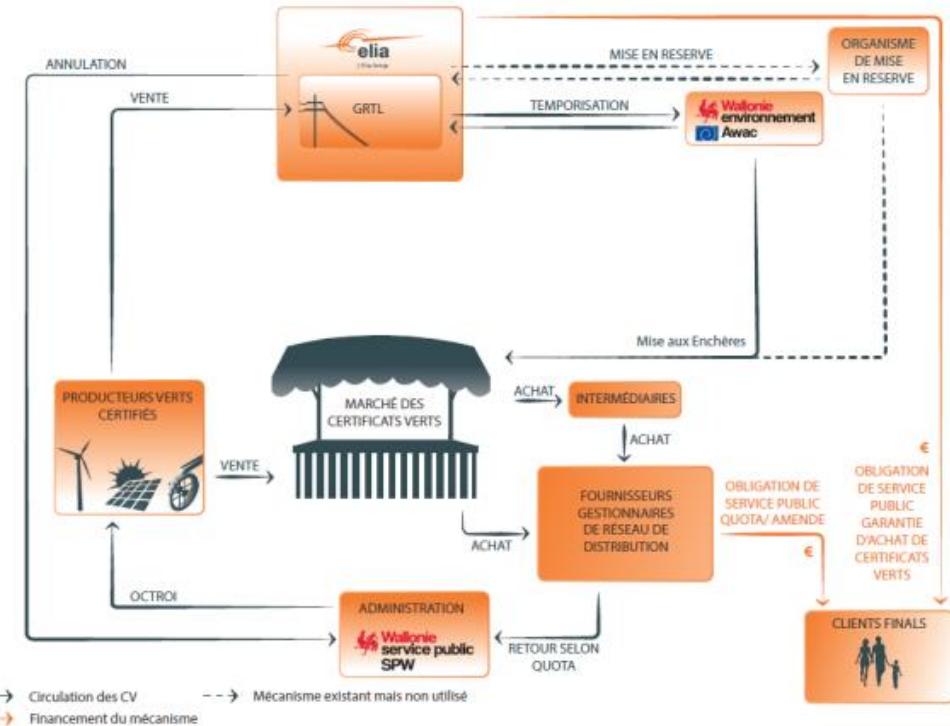 elia
MISE EN RESERVE
ORGANISME
DE MISE
EN RESERVE
ANNULATION
VENTE
GRTL
TEMPORISATION
Wallonie
environnement
Awac
Mise aux Enchères
PRODUCTEURS VERTS
CERTIFIÉS
MARCHÉ DES
CERTIFICATS VERTS
ACHAT
INTERMÉDIAIRES
ACHAT
VENTE
FOURNISSEURS
GESTIONNAIRES
DE RÉSEAU DE
DISTRIBUTION
OBLIGATION DE
SERVICE PUBLIC
QUOTA/ AMENDE
€
€
OBLIGATION
DE SERVICE
PUBLIC
GARANTIE
D'ACHAT DE
CERTIFICATS
VERTS
ACHAT
OCTROI
ADMINISTRATION
Wallonie
service public
SPW
RETOUR SELON
QUOTA
CLIENTS FINALS
Circulation des CV
Mécanisme existant mais non utilisé
Financement du mécanisme